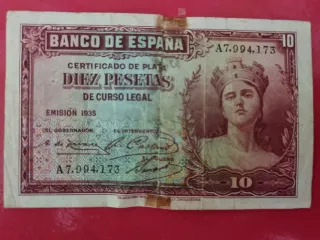 BANCO DE ESPAÑA
10
CERTIFICADO DE PLATA
A7.994,173
DIEZ PESETAS
DE CURSO LEGAL
EMISIÓN 1935
EL GOBERNADOR.
EL INTERVENTOR.
A7.994,173
10